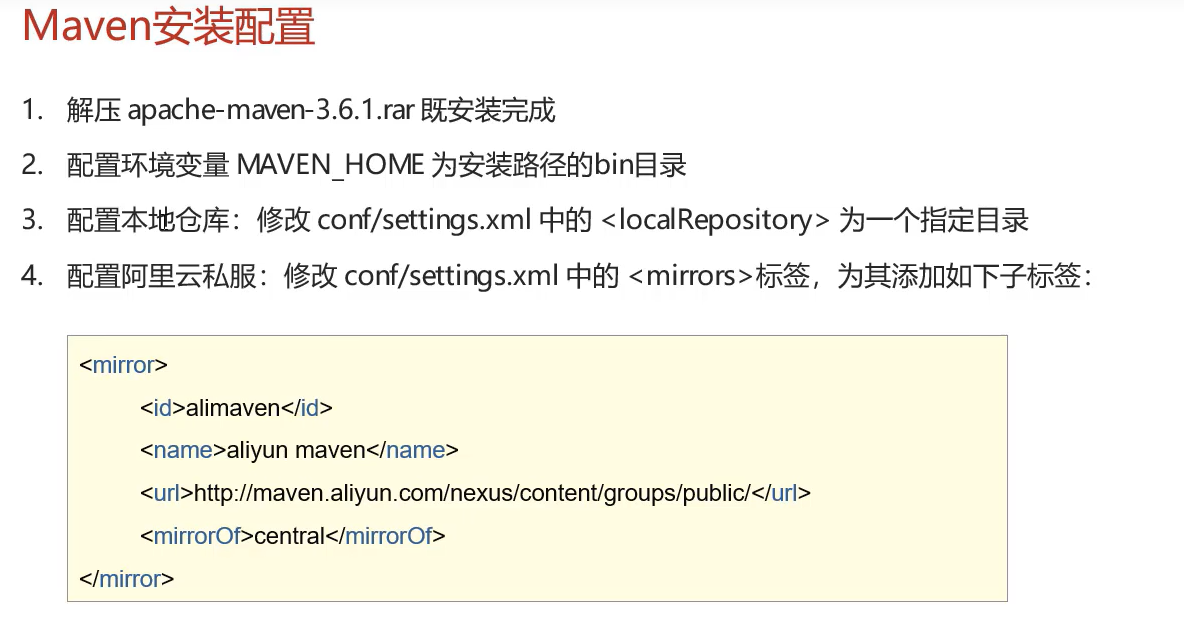 Maven安装配置
1. 解压 apache-maven-3.6.1.rar 既安装完成
2. 配置环境变量 MAVEN_HOME 为安装路径的bin目录
3. 配置本地仓库：修改 conf/settings.xml 中的 <localRepository> 为一个指定目录
4. 配置阿里云私服：修改 conf/settings.xml 中的 <mirrors>标签，为其添加如下子标签：
<mirror>
<id>alimaven</id>
<name>aliyun maven</name>
<url>http://maven.aliyun.com/nexus/content/groups/public/</url>
<mirrorOf>central</mirrorOf>
</mirror>